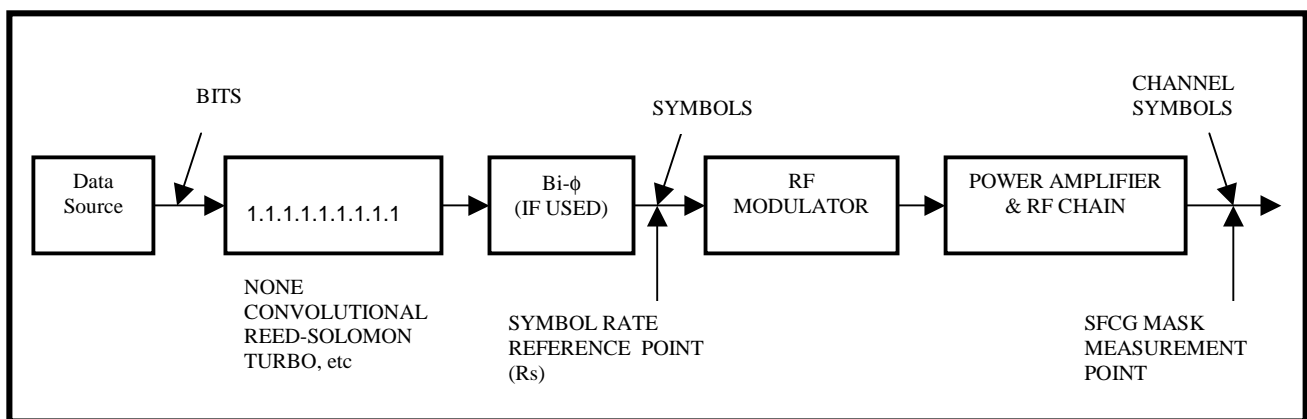 BITS
SYMBOLS
CHANNEL
SYMBOLS
Data
Source
1.1.1.1.1.1.1.1.1.1
Bi-ϕ
(IF USED)
RF
MODULATOR
POWER AMPLIFIER
& RF CHAIN
NONE
CONVOLUTIONAL
REED-SOLOMON
TURBO, etc
SYMBOL RATE
REFERENCE POINT
(Rs)
SFCG MASK
MEASUREMENT
POINT